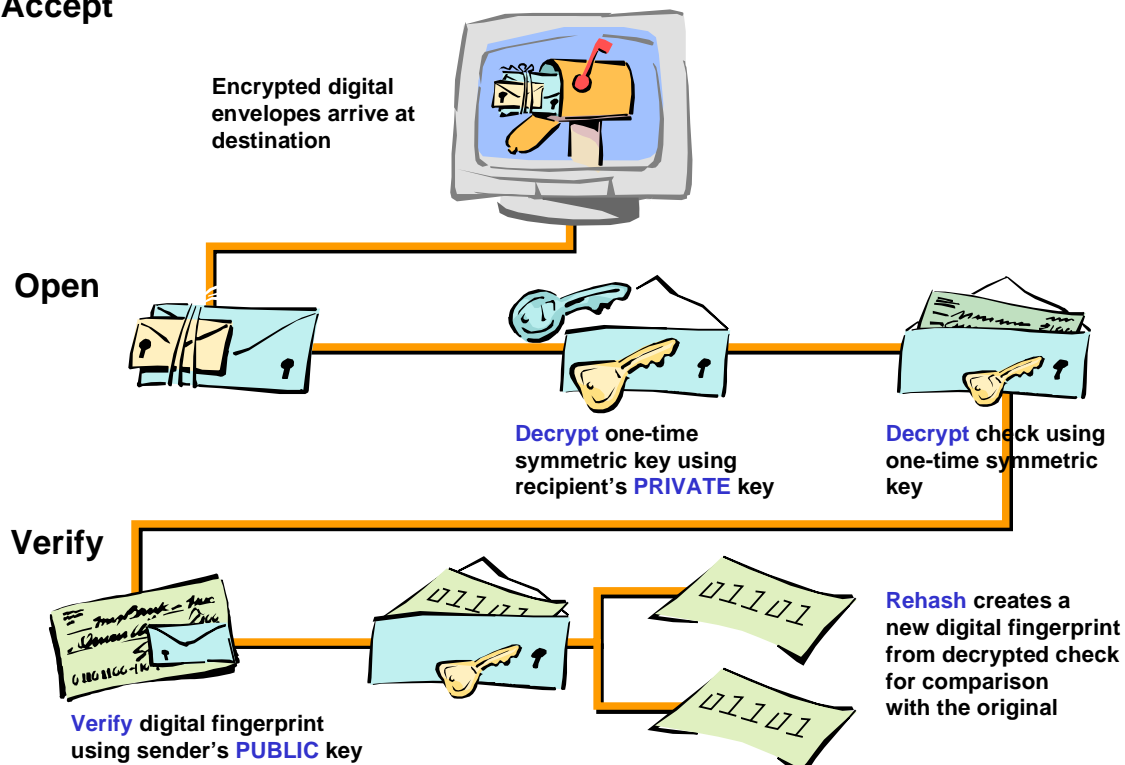 Accept
Encrypted digital
envelopes arrive at
destination
Open
Decrypt one-time
symmetric key using
recipient's PRIVATE key
Decrypt check using
one-time symmetric
key
Verify
01101
01101
01101
Rehash creates a
new digital fingerprint
from decrypted check
for comparison
with the original
Verify digital fingerprint
using sender's PUBLIC key